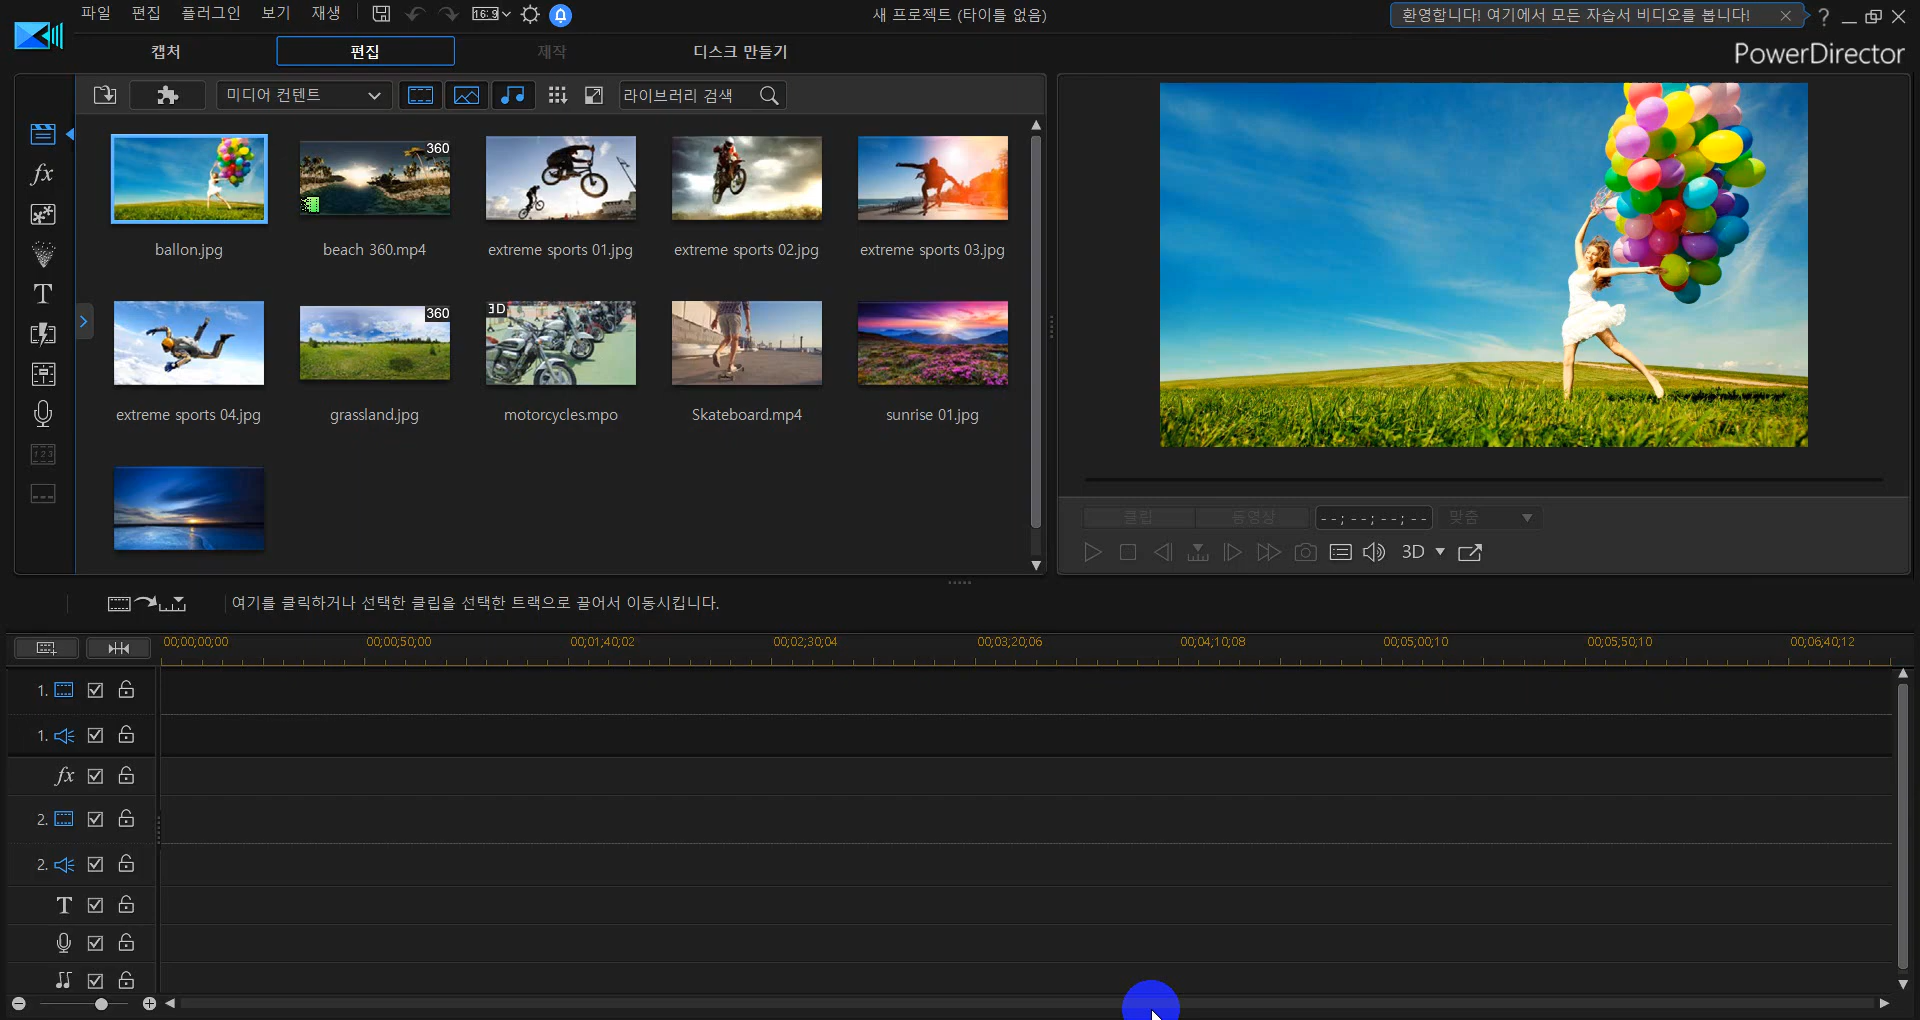 파일 편집 플러그인 보기 재생 16:9 새 프로젝트 (타이틀 없음) 환영합니다! 여기에서 모든 자습서 비디오를 봅니다! ?
캡처 편집 제작 디스크 만들기 PowerDirector
미디어 컨텐트 라이브러리 검색
360
ballon.jpg beach 360.mp4 extreme sports 01.jpg extreme sports 02.jpg extreme sports 03.jpg
360 3D
extreme sports 04.jpg grassland.jpg motorcycles.mpo Skateboard.mp4 sunrise 01.jpg
fx
T
1 2 3
클립 동영상 --;--;--;-- 맞춤
3D
여기를 클릭하거나 선택한 클립을 선택한 트랙으로 끌어서 이동시킵니다.
00;00;00;00 00;00;50;00 00;01;40;02 00;02;30;04 00;03;20;06 00;04;10;08 00;05;00;10 00;05;50;10 00;06;40;12
1.
1.
fx
2.
2.
T